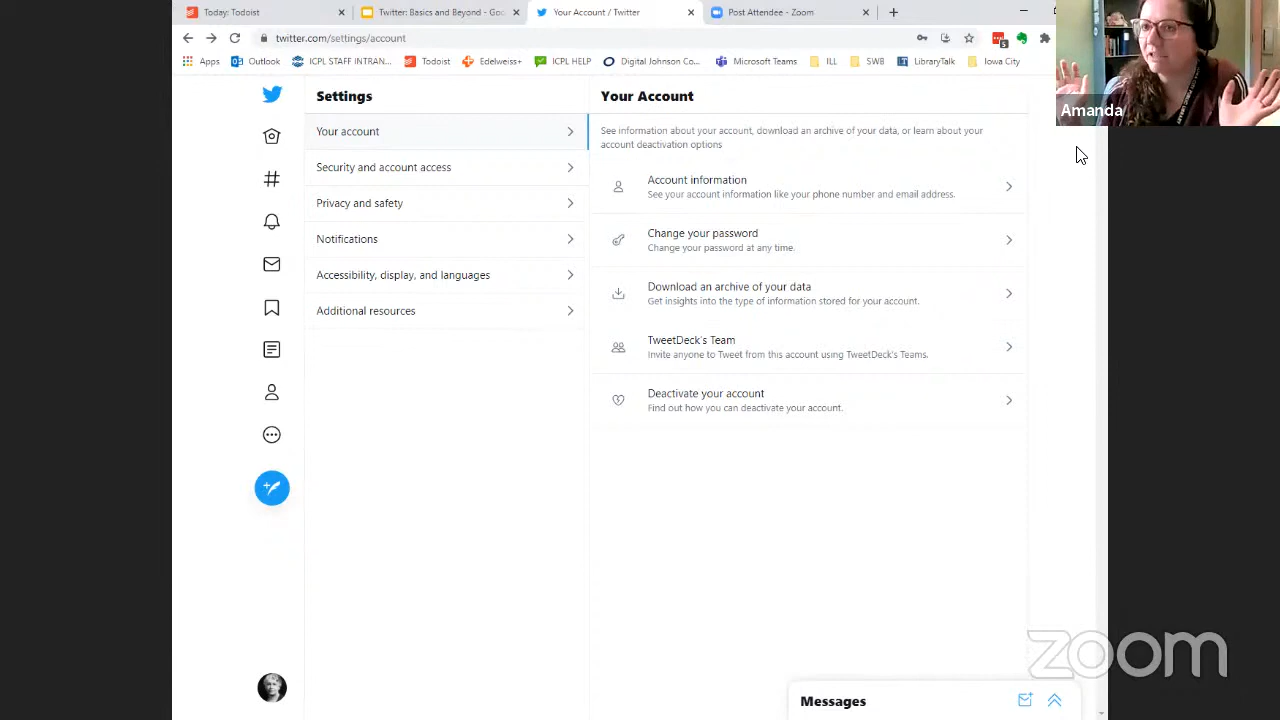 Today: Todoist
Twitter: Basics and Beyond - Goo
Your Account / Twitter
Post Attendee - Zoom
twitter.com/settings/account
5
Apps
Outlook
ICPL STAFF INTRAN...
Todoist
Edelweiss+
ICPL HELP
Digital Johnson Co...
Microsoft Teams
ILL
SWB
LibraryTalk
Iowa City
Amanda
Settings
Your account
Security and account access
Privacy and safety
Notifications
Accessibility, display, and languages
Additional resources
Your Account
See information about your account, download an archive of your data, or learn about your
account deactivation options
Account information
See your account information like your phone number and email address.
Change your password
Change your password at any time.
Download an archive of your data
Get insights into the type of information stored for your account.
TweetDeck's Team
Invite anyone to Tweet from this account using TweetDeck's Teams.
Deactivate your account
Find out how you can deactivate your account.
Messages
zoom